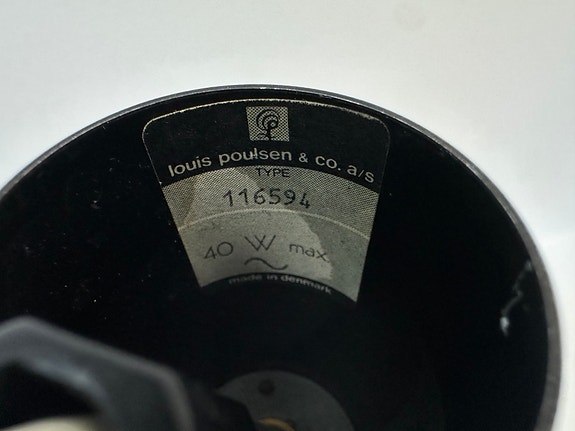 louis poulsen & co. a/s
TYPE
116594
40 W max.
made in denmark